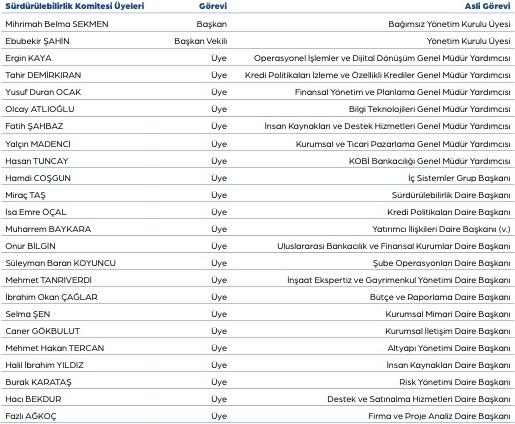 Sürdürülebilirlik Komitesi Üyeleri Görevi Asli Görevi
Mihrimah Belma SEKMEN Başkan Bağımsız Yönetim Kurulu Üyesi
Ebubekir ŞAHİN Başkan Vekili Yönetim Kurulu Üyesi
Ergin KAYA Üye Operasyonel İşlemler ve Dijital Dönüşüm Genel Müdür Yardımcısı
Tahir DEMİRKIRAN Üye Kredi Politikaları İzleme ve Özellikli Krediler Genel Müdür Yardımcısı
Yusuf Duran OCAK Üye Finansal Yönetim ve Planlama Genel Müdür Yardımcısı
Olcay ATLIOĞLU Üye Bilgi Teknolojileri Genel Müdür Yardımcısı
Fatih ŞAHBAZ Üye İnsan Kaynakları ve Destek Hizmetleri Genel Müdür Yardımcısı
Yalçın MADENCİ Üye Kurumsal ve Ticari Pazarlama Genel Müdür Yardımcısı
Hasan TUNCAY Üye KOBİ Bankacılığı Genel Müdür Yardımcısı
Hamdi COŞGUN Üye İç Sistemler Grup Başkanı
Miraç TAŞ Üye Sürdürülebilirlik Daire Başkanı
İsa Emre OÇAL Üye Kredi Politikaları Daire Başkanı
Muharrem BAYKARA Üye Yatırımcı İlişkileri Daire Başkanıı (v.)
Onur BİLGİN Üye Uluslararası Bankacılık ve Finansal Kurumlar Daire Başkanı
Süleyman Baran KOYUNCU Üye Şube Operasyonları Daire Başkanı
Mehmet TANRIVERDİ Üye İnşaat Ekspertiz ve Gayrimenkul Yönetimi Daire Başkanı
İbrahim Okan ÇAĞLAR Üye Bütçe ve Raporlama Daire Başkanı
Selma ŞEN Üye Kurumsal Mimari Daire Başkanı
Caner GÖKBULUT Üye Kurumsal İletişim Daire Başkanı
Mehmet Hakan TERCAN Üye Altyapı Yönetimi Daire Başkanı
Halil İbrahim YILDIZ Üye İnsan Kaynakları Daire Başkanı
Burak KARATAŞ Üye Risk Yönetimi Daire Başkanı
Hacı BEKDUR Üye Destek ve Satınalma Hizmetleri Daire Başkanı
Fazlı AĞKOÇ Üye Firma ve Proje Analiz Daire Başkanı